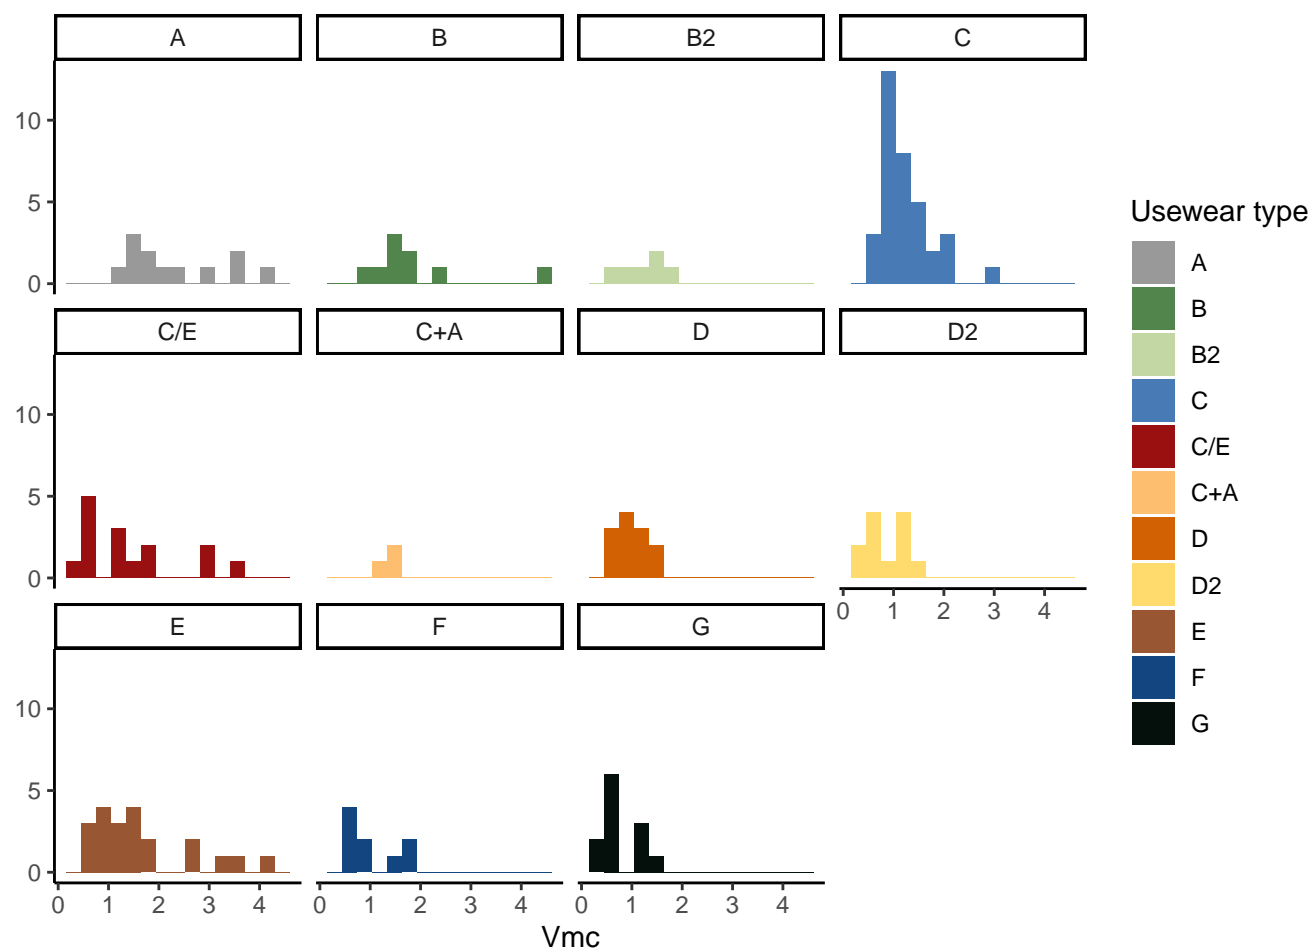 A B B2 C
10
5
0
C/E C+A D D2
10
5
0
0 1 2 3 4
E F G
10
5
0
0 1 2 3 4 0 1 2 3 4 0 1 2 3 4
Vmc
Usewear type
A
B
B2
C
C/E
C+A
D
D2
E
F
G